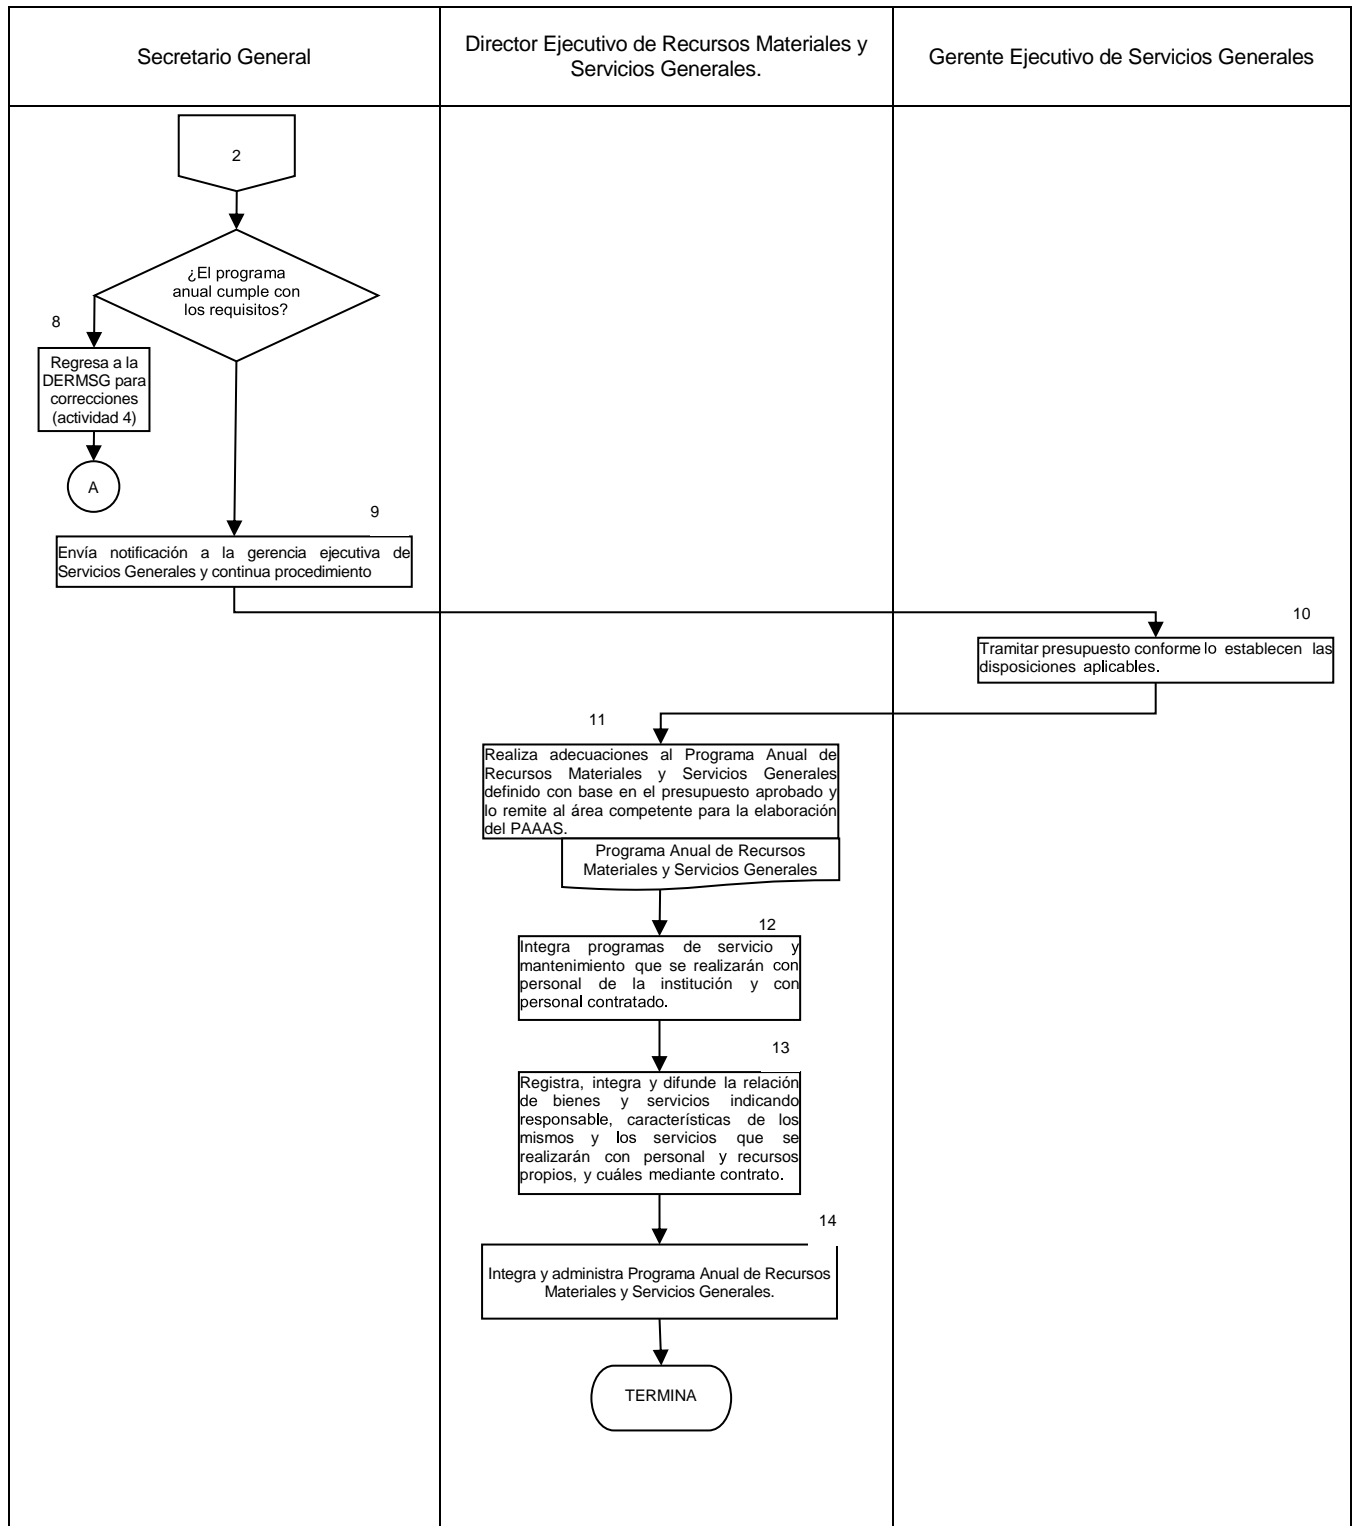 Secretario General
Director Ejecutivo de Recursos Materiales y
Servicios Generales.
Gerente Ejecutivo de Servicios Generales
2
¿El programa
anual cumple con
los requisitos?
8
Regresa a la
DERMSG para
correcciones
(actividad 4)
A
9
Envía notificación a la gerencia ejecutiva de
Servicios Generales y continua procedimiento
10
Tramitar presupuesto conforme lo establecen las
disposiciones aplicables.
11
Realiza adecuaciones al Programa Anual de
Recursos Materiales y Servicios Generales
definido con base en el presupuesto aprobado y
lo remite al área competente para la elaboración
del PAAAS.
Programa Anual de Recursos
Materiales y Servicios Generales
12
Integra programas de servicio y
mantenimiento que se realizarán con
personal de la institución y con
personal contratado.
13
Registra, integra y difunde la relación
de bienes y servicios indicando
responsable, características de los
mismos y los servicios que se
realizarán con personal y recursos
propios, y cuáles mediante contrato.
14
Integra y administra Programa Anual de Recursos
Materiales y Servicios Generales.
TERMINA